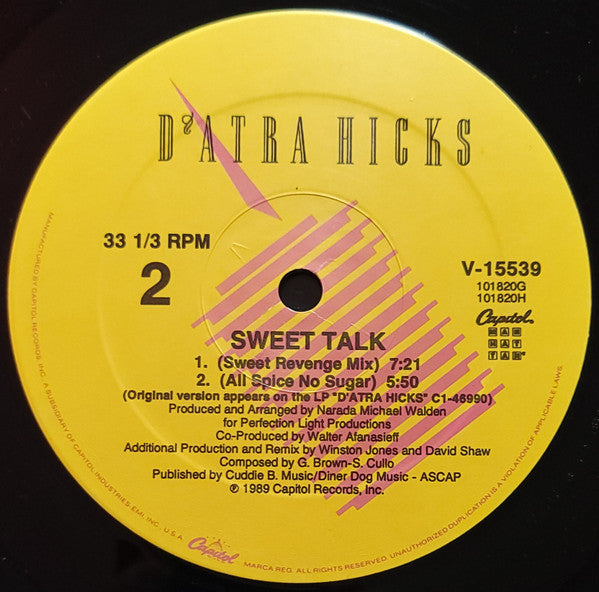 D'ATRA HICKS
33 1/3 RPM
2
V-15539
101820G
101820H
Capitol®
MAN
HAT
TAN®
SWEET TALK
1. (Sweet Revenge Mix) 7:21
2. (All Spice No Sugar) 5:50
(Original version appears on the LP "D'ATRA HICKS" C1-46990)
Produced and Arranged by Narada Michael Walden
for Perfection Light Productions
Co-Produced by Walter Afanasieff
Additional Production and Remix by Winston Jones and David Shaw
Composed by G. Brown-S. Cullo
Published by Cuddie B. Music/Diner Dog Music - ASCAP
℗ 1989 Capitol Records, Inc.
MANUFACTURED BY CAPITOL RECORDS, INC. A SUBSIDIARY OF CAPITOL INDUSTRIES-EMI, INC., U.S.A. Capitol MARCA REG. ALL RIGHTS RESERVED. UNAUTHORIZED DUPLICATION IS A VIOLATION OF APPLICABLE LAWS.